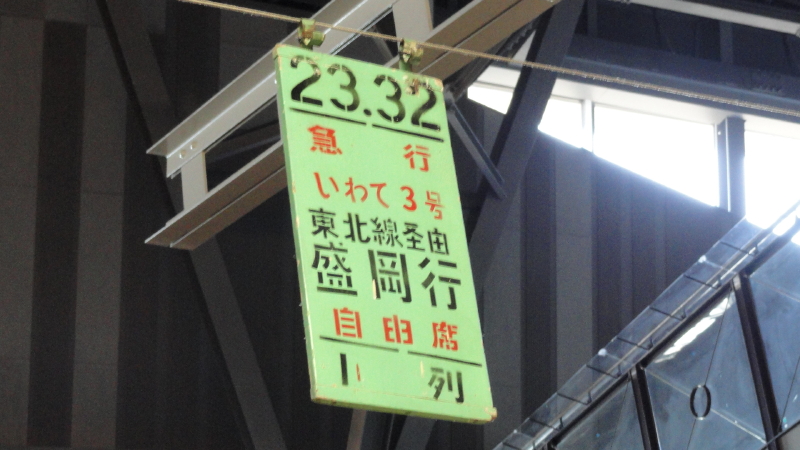 23.32
急行
いわて3号
東北線経由
盛岡行
自由席
1列